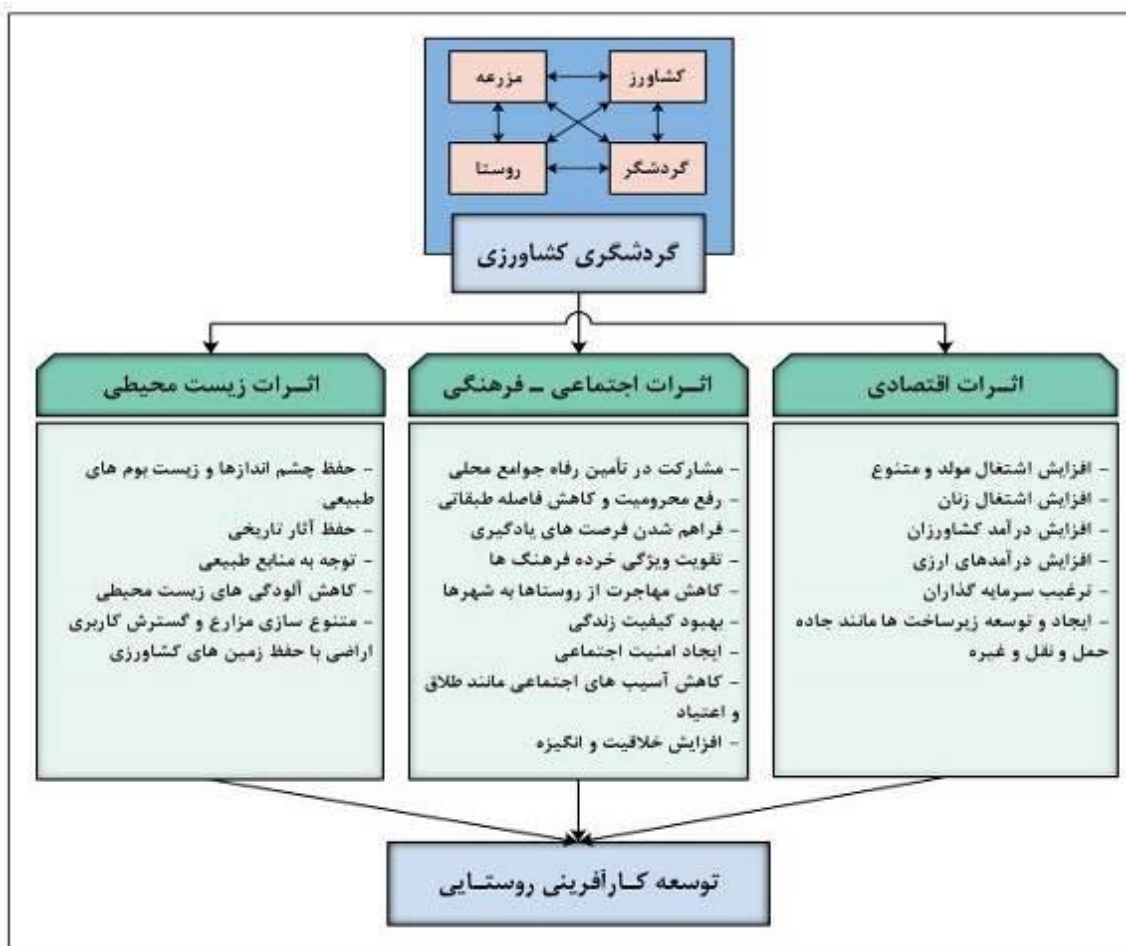 کشاورز
مزرعه
گردشگر
روستا
گردشگری کشاورزی
اثرات اقتصادی
- افزایش اشتغال مولد و متنوع
- افزایش اشتغال زنان
- افزایش درآمد کشاورزان
- افزایش درآمدهای ارزی
- ترغیب سرمایه گذاران
- ایجاد و توسعه زیرساخت ها مانند جاده
حمل و نقل و غیره
اثرات اجتماعی ـ فرهنگی
- مشارکت در تأمین رفاه جوامع محلی
- رفع محرومیت و کاهش فاصله طبقاتی
- فراهم شدن فرصت های یادگیری
- تقویت ویژگی خرده فرهنگ ها
- کاهش مهاجرت از روستاها به شهرها
- بهبود کیفیت زندگی
- ایجاد امنیت اجتماعی
- کاهش آسیب های اجتماعی مانند طلاق
و اعتیاد
- افزایش خلاقیت و انگیزه
اثرات زیست محیطی
- حفظ چشم اندازها و زیست بوم های
طبیعی
- حفظ آثار تاریخی
- توجه به منابع طبیعی
- کاهش آلودگی های زیست محیطی
- متنوع سازی مزارع و گسترش کاربری
اراضی با حفظ زمین های کشاورزی
توسعه کارآفرینی روستایی